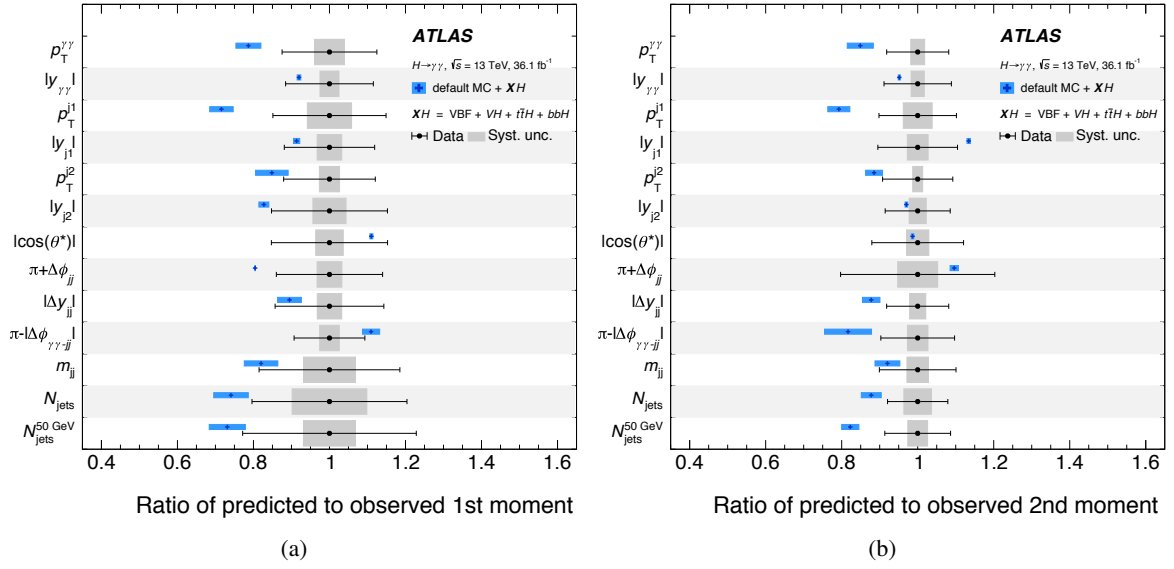 ATLAS
H→γγ, √s = 13 TeV, 36.1 fb⁻¹
default MC + XH
XH = VBF + VH + tt̄H + bbH
Data Syst. unc.
p_T^γγ
|y_γγ|
p_T^j1
|y_j1|
p_T^j2
|y_j2|
|cos(θ*)|
π+Δϕ_jj
|Δy_jj|
π-|Δϕ_γγ-jj|
m_jj
N_jets
N_jets^50 GeV
0.4 0.6 0.8 1 1.2 1.4 1.6
Ratio of predicted to observed 1st moment
(a)
ATLAS
H→γγ, √s = 13 TeV, 36.1 fb⁻¹
default MC + XH
XH = VBF + VH + tt̄H + bbH
Data Syst. unc.
p_T^γγ
|y_γγ|
p_T^j1
|y_j1|
p_T^j2
|y_j2|
|cos(θ*)|
π+Δϕ_jj
|Δy_jj|
π-|Δϕ_γγ-jj|
m_jj
N_jets
N_jets^50 GeV
0.4 0.6 0.8 1 1.2 1.4 1.6
Ratio of predicted to observed 2nd moment
(b)